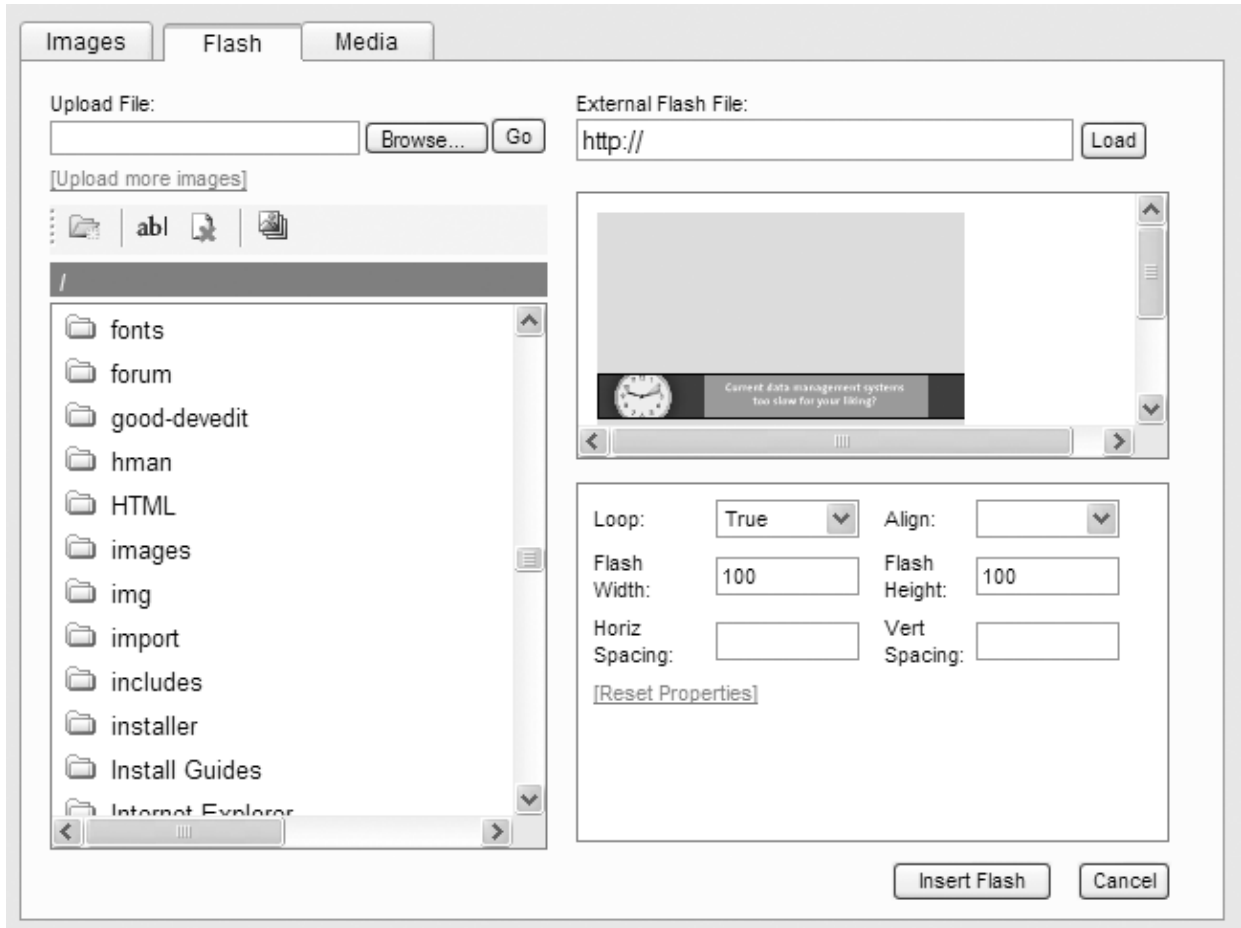 Images
Flash
Media
Upload File:
Browse...
Go
[Upload more images]
abl
/
fonts
forum
good-devedit
hman
HTML
images
img
import
includes
installer
Install Guides
Internet Explorer
External Flash File:
http://
Load
Current data management systems
too slow for your liking?
Loop:
True
Align:
Flash
Width:
100
Flash
Height:
100
Horiz
Spacing:
Vert
Spacing:
[Reset Properties]
Insert Flash
Cancel